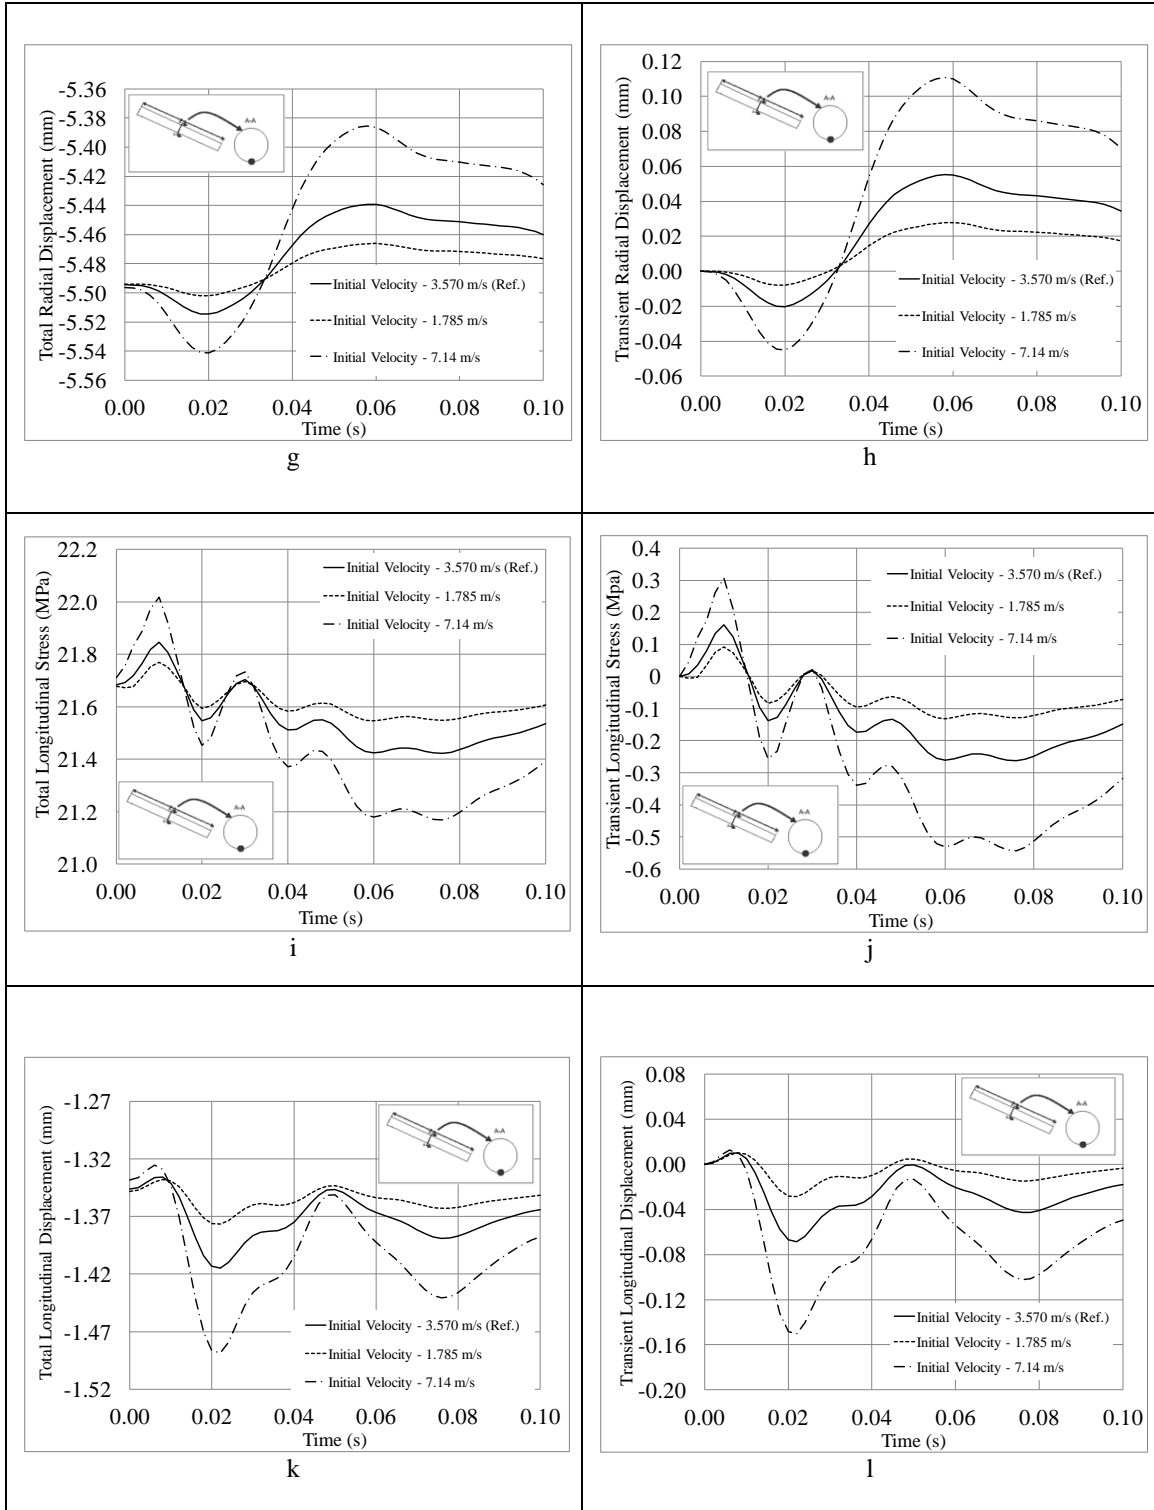 Total Radial Displacement (mm)
-5.36
-5.38
-5.40
-5.42
-5.44
-5.46
-5.48
-5.50
-5.52
-5.54
-5.56
A-A
Initial Velocity - 3.570 m/s (Ref.)
Initial Velocity - 1.785 m/s
Initial Velocity - 7.14 m/s
0.00 0.02 0.04 0.06 0.08 0.10
Time (s)
g
Transient Radial Displacement (mm)
0.12
0.10
0.08
0.06
0.04
0.02
0.00
-0.02
-0.04
-0.06
A-A
Initial Velocity - 3.570 m/s (Ref.)
Initial Velocity - 1.785 m/s
Initial Velocity - 7.14 m/s
0.00 0.02 0.04 0.06 0.08 0.10
Time (s)
h
Total Longitudinal Stress (MPa)
22.2
22.0
21.8
21.6
21.4
21.2
21.0
Initial Velocity - 3.570 m/s (Ref.)
Initial Velocity - 1.785 m/s
Initial Velocity - 7.14 m/s
A-A
0.00 0.02 0.04 0.06 0.08 0.10
Time (s)
i
Transient Longitudinal Stress (Mpa)
0.4
0.3
0.2
0.1
0
-0.1
-0.2
-0.3
-0.4
-0.5
-0.6
Initial Velocity - 3.570 m/s (Ref.)
Initial Velocity - 1.785 m/s
Initial Velocity - 7.14 m/s
A-A
0.00 0.02 0.04 0.06 0.08 0.10
Time (s)
j
Total Longitudinal Displacement (mm)
-1.27
-1.32
-1.37
-1.42
-1.47
-1.52
A-A
Initial Velocity - 3.570 m/s (Ref.)
Initial Velocity - 1.785 m/s
Initial Velocity - 7.14 m/s
0.00 0.02 0.04 0.06 0.08 0.10
Time (s)
k
Transient Longitudinal Displacement (mm)
0.08
0.04
0.00
-0.04
-0.08
-0.12
-0.16
-0.20
A-A
Initial Velocity - 3.570 m/s (Ref.)
Initial Velocity - 1.785 m/s
Initial Velocity - 7.14 m/s
0.00 0.02 0.04 0.06 0.08 0.10
Time (s)
l